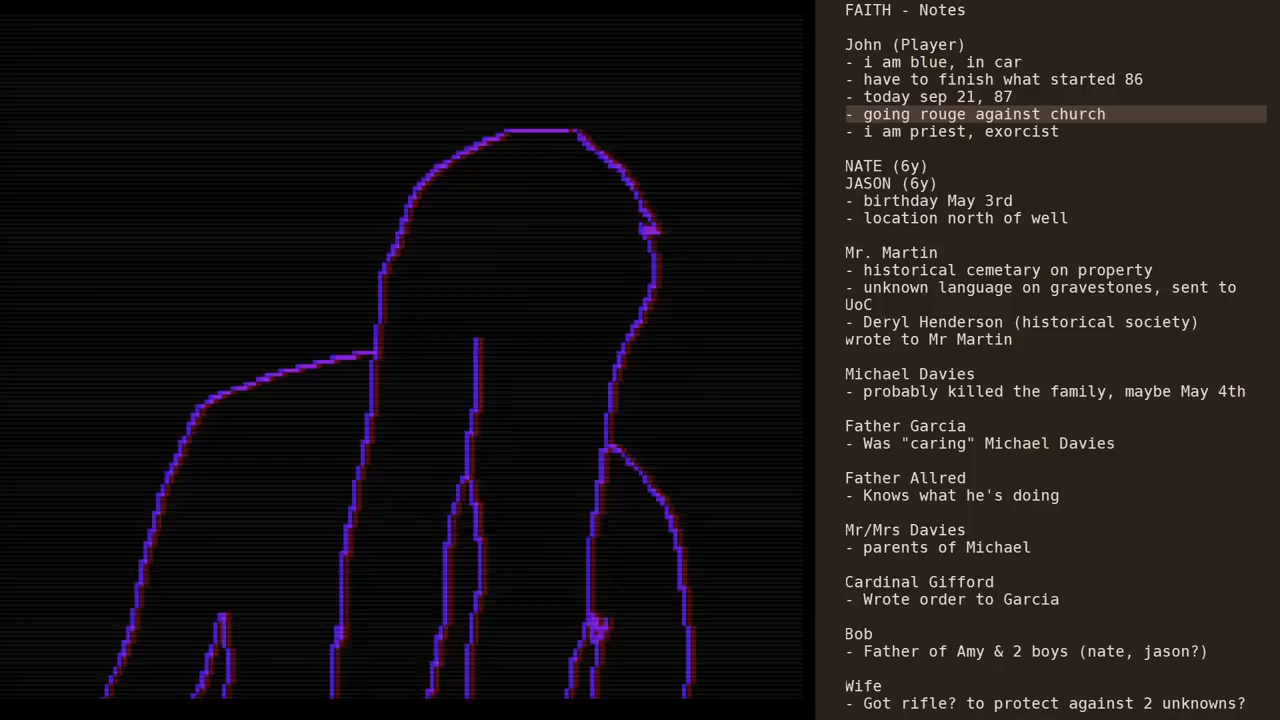 FAITH - Notes
John (Player)
- i am blue, in car
- have to finish what started 86
- today sep 21, 87
- going rouge against church
- i am priest, exorcist
NATE (6y)
JASON (6y)
- birthday May 3rd
- location north of well
Mr. Martin
- historical cemetary on property
- unknown language on gravestones, sent to
UoC
- Deryl Henderson (historical society)
wrote to Mr Martin
Michael Davies
- probably killed the family, maybe May 4th
Father Garcia
- Was "caring" Michael Davies
Father Allred
- Knows what he's doing
Mr/Mrs Davies
- parents of Michael
Cardinal Gifford
- Wrote order to Garcia
Bob
- Father of Amy & 2 boys (nate, jason?)
Wife
- Got rifle? to protect against 2 unknowns?